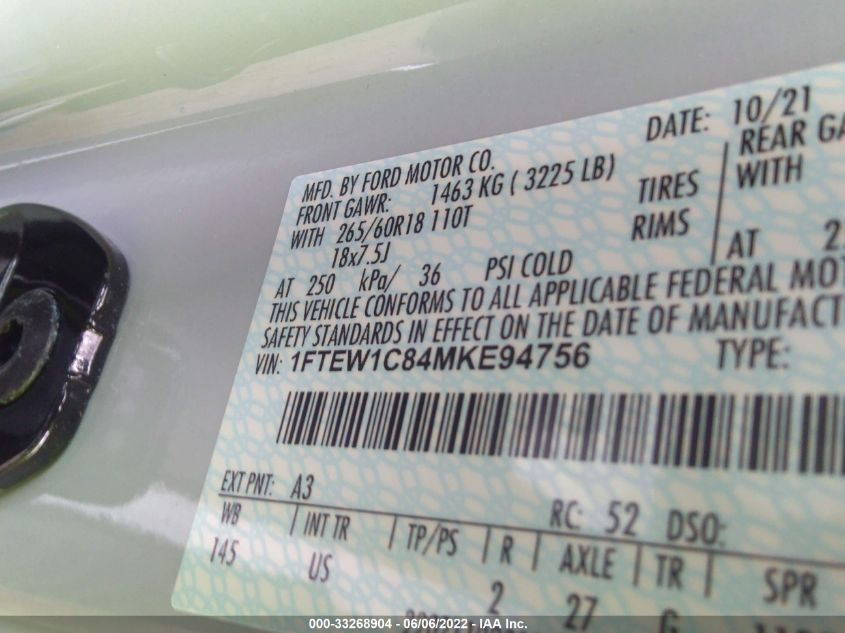 DATE: 10/21
MFD. BY FORD MOTOR CO.
FRONT GAWR: 1463 KG ( 3225 LB)
REAR
WITH 265/60R18 110T TIRES WITH
18x7.5J RIMS
AT 250 kPa/ 36 PSI COLD AT
THIS VEHICLE CONFORMS TO ALL APPLICABLE FEDERAL
SAFETY STANDARDS IN EFFECT ON THE DATE OF
VIN: 1FTEW1C84MKE94756 TYPE:
EXT PNT: A3 RC: 52 DSO:
WB INT TR TP/PS R AXLE TR SPR
145 US 2 27
000-33268904 - 06/06/2022 - IAA Inc.